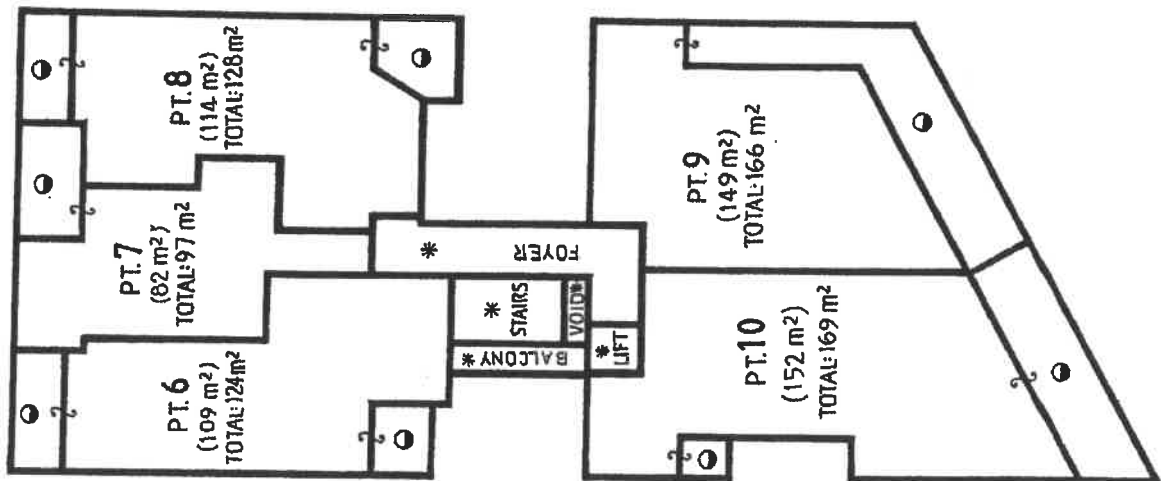 PT.8
(114 m²)
TOTAL:128 m²
PT.7
(82 m²)
TOTAL:97 m²
PT.6
(109 m²)
TOTAL:124m²
* FOYER
* STAIRS
VOID*
BALCONY *
* LIFT
PT.9
(149 m²)
TOTAL:166 m²
PT.10
(152 m²)
TOTAL:169 m²